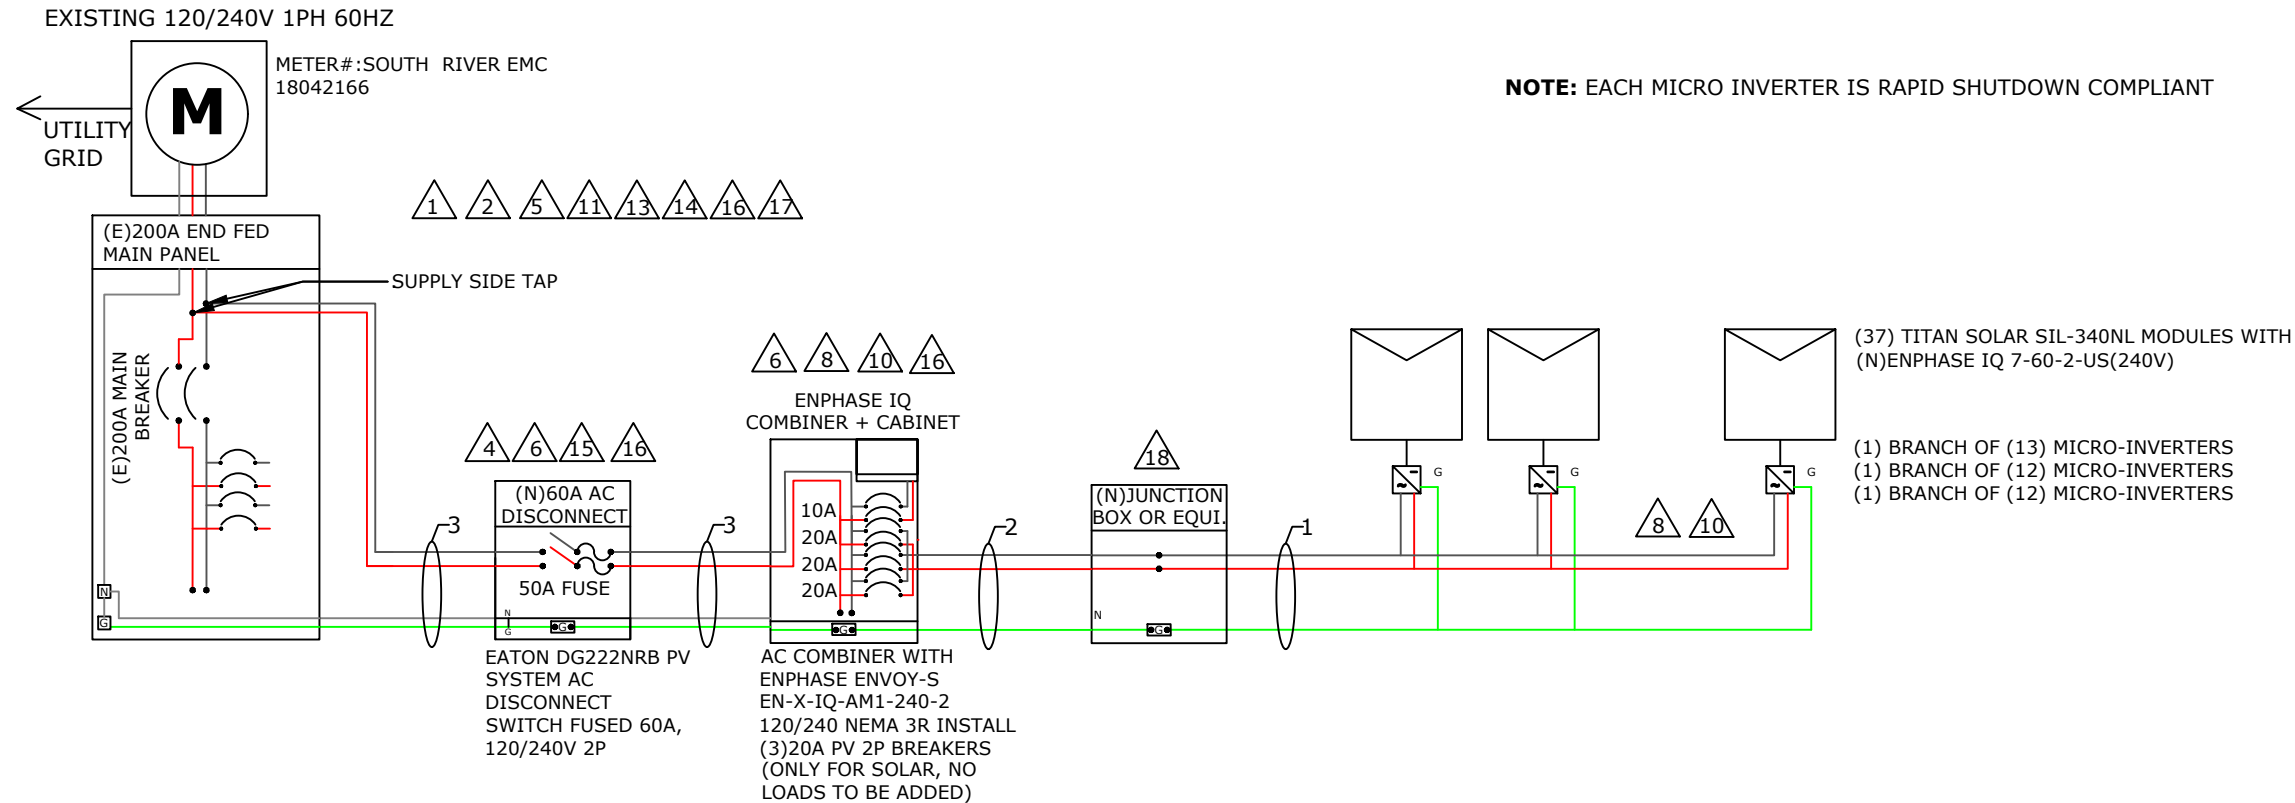 EXISTING 120/240V 1PH 60HZ
METER#:SOUTH RIVER EMC
18042166
M
UTILITY
GRID
NOTE: EACH MICRO INVERTER IS RAPID SHUTDOWN COMPLIANT
1 2 5 11 13 14 16 17
(E)200A END FED
MAIN PANEL
SUPPLY SIDE TAP
(E)200A MAIN
BREAKER
N
G
4 6 15 16
(N)60A AC
DISCONNECT
50A FUSE
N
G
G
3
3
EATON DG222NRB PV
SYSTEM AC
DISCONNECT
SWITCH FUSED 60A,
120/240V 2P
6 8 10 16
ENPHASE IQ
COMBINER + CABINET
10A
20A
20A
20A
G
AC COMBINER WITH
ENPHASE ENVOY-S
EN-X-IQ-AM1-240-2
120/240 NEMA 3R INSTALL
(3)20A PV 2P BREAKERS
(ONLY FOR SOLAR, NO
LOADS TO BE ADDED)
2
18
(N)JUNCTION
BOX OR EQUI.
N
G
1
G
G
G
8 10
(37) TITAN SOLAR SIL-340NL MODULES WITH
(N)ENPHASE IQ 7-60-2-US(240V)
(1) BRANCH OF (13) MICRO-INVERTERS
(1) BRANCH OF (12) MICRO-INVERTERS
(1) BRANCH OF (12) MICRO-INVERTERS